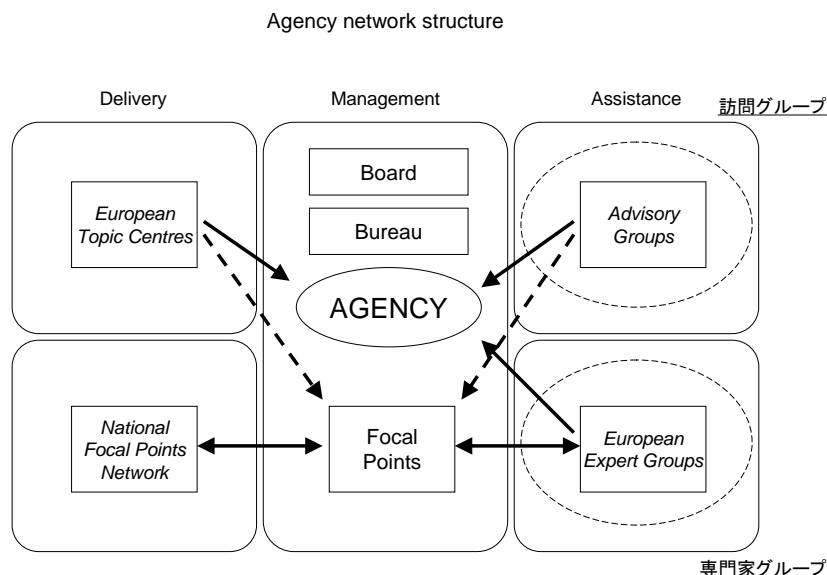 Agency network structure
Delivery
Management
Assistance
訪問グループ
Board
Bureau
AGENCY
European
Topic Centres
Advisory
Groups
National
Focal Points
Network
Focal
Points
European
Expert Groups
専門家グループ